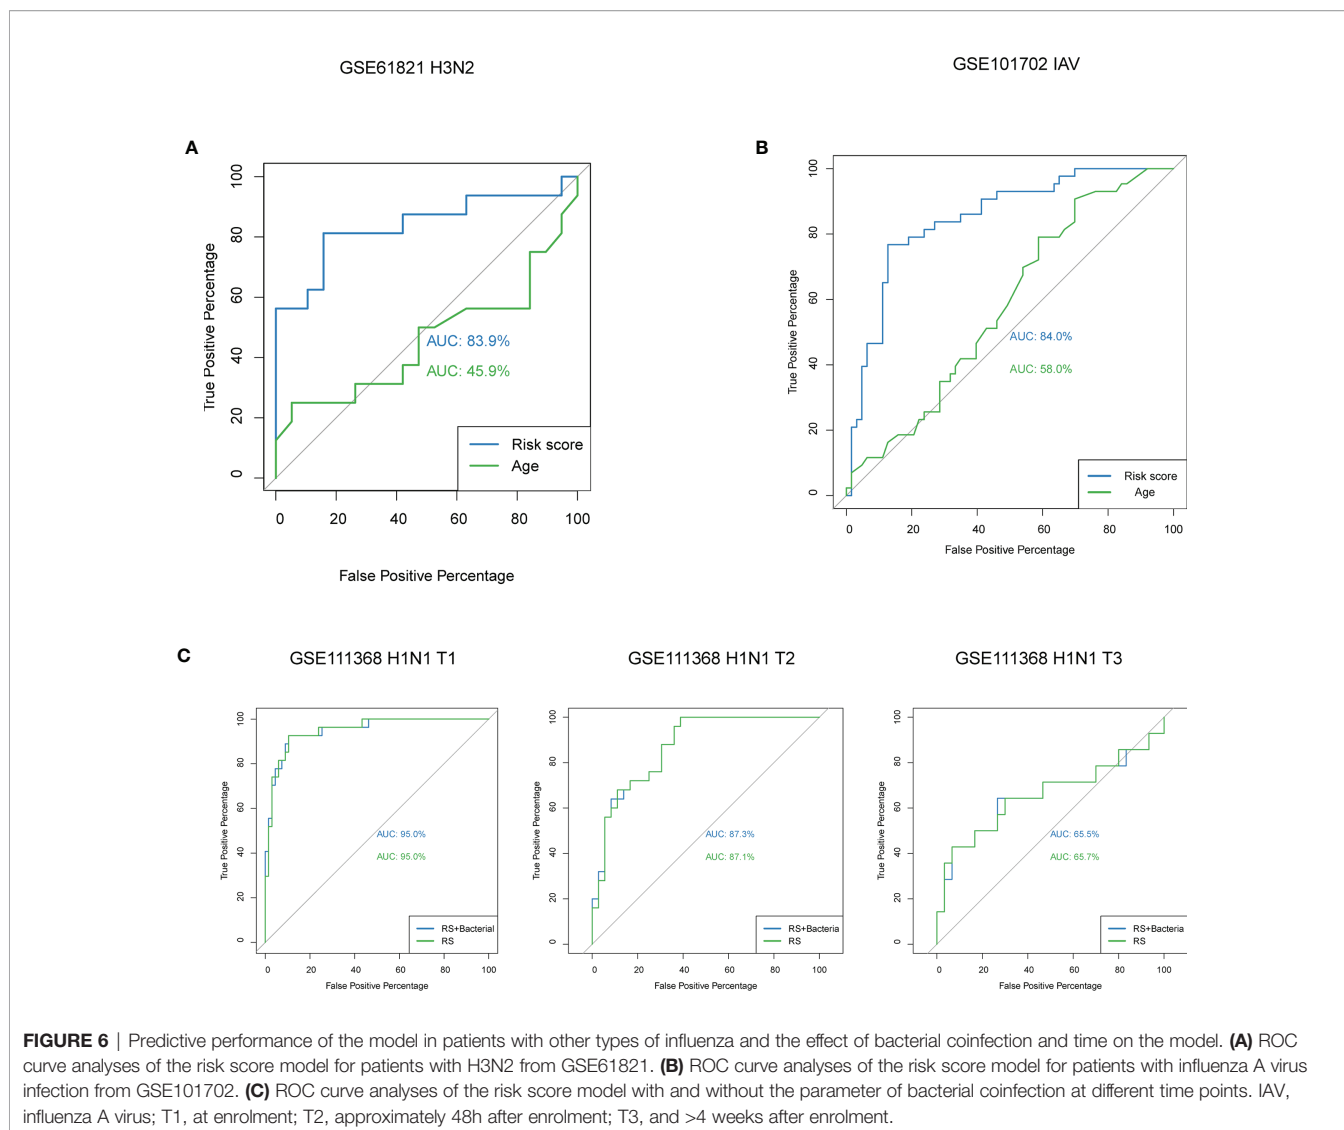 GSE61821 H3N2
GSE101702 IAV
A
True Positive Percentage
100
80
60
40
20
0
AUC: 83.9%
AUC: 45.9%
Risk score
Age
0 20 40 60 80 100
False Positive Percentage
B
True Positive Percentage
100
80
60
40
20
0
AUC: 84.0%
AUC: 58.0%
Risk score
Age
0 20 40 60 80 100
False Positive Percentage
C
GSE111368 H1N1 T1
True Positive Percentage
100
80
60
40
20
0
AUC: 95.0%
AUC: 95.0%
RS+Bacterial
RS
0 20 40 60 80 100
False Positive Percentage
GSE111368 H1N1 T2
True Positive Percentage
100
80
60
40
20
0
AUC: 87.3%
AUC: 87.1%
RS+Bacteria
RS
0 20 40 60 80 100
False Positive Percentage
GSE111368 H1N1 T3
True Positive Percentage
100
80
60
40
20
0
AUC: 65.5%
AUC: 65.7%
RS+Bacteria
RS
0 20 40 60 80 100
False Positive Percentage
FIGURE 6 | Predictive performance of the model in patients with other types of influenza and the effect of bacterial coinfection and time on the model. (A) ROC
curve analyses of the risk score model for patients with H3N2 from GSE61821. (B) ROC curve analyses of the risk score model for patients with influenza A virus
infection from GSE101702. (C) ROC curve analyses of the risk score model with and without the parameter of bacterial coinfection at different time points. IAV,
influenza A virus; T1, at enrolment; T2, approximately 48h after enrolment; T3, and >4 weeks after enrolment.